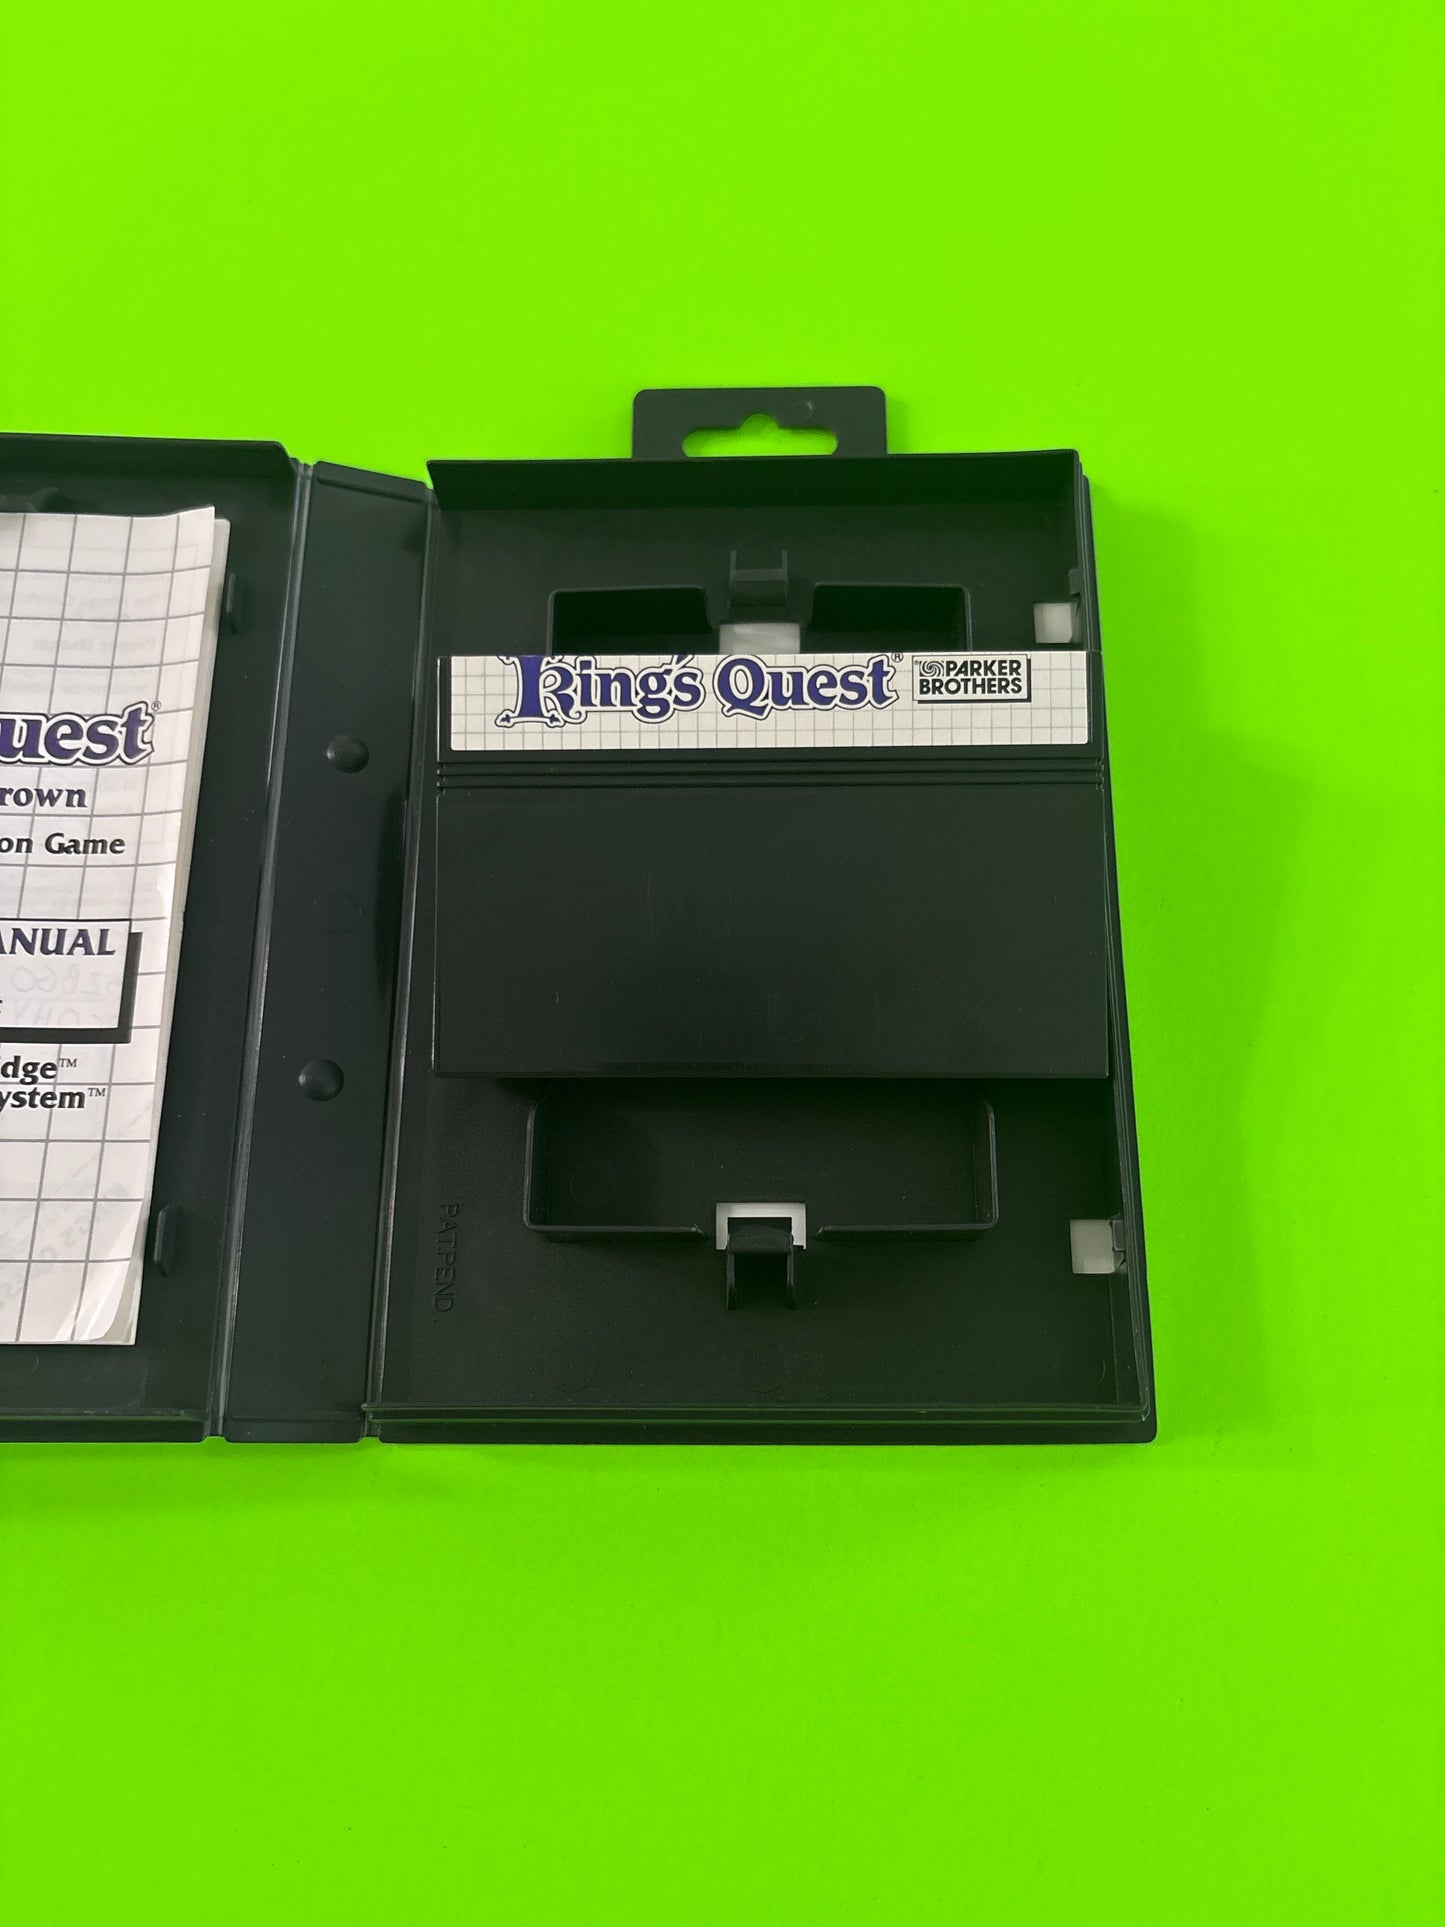 King's Quest®
PARKER
BROTHERS
uest®
rown
on Game
ANUAL
dge™
ystem™
PAT.PEND.